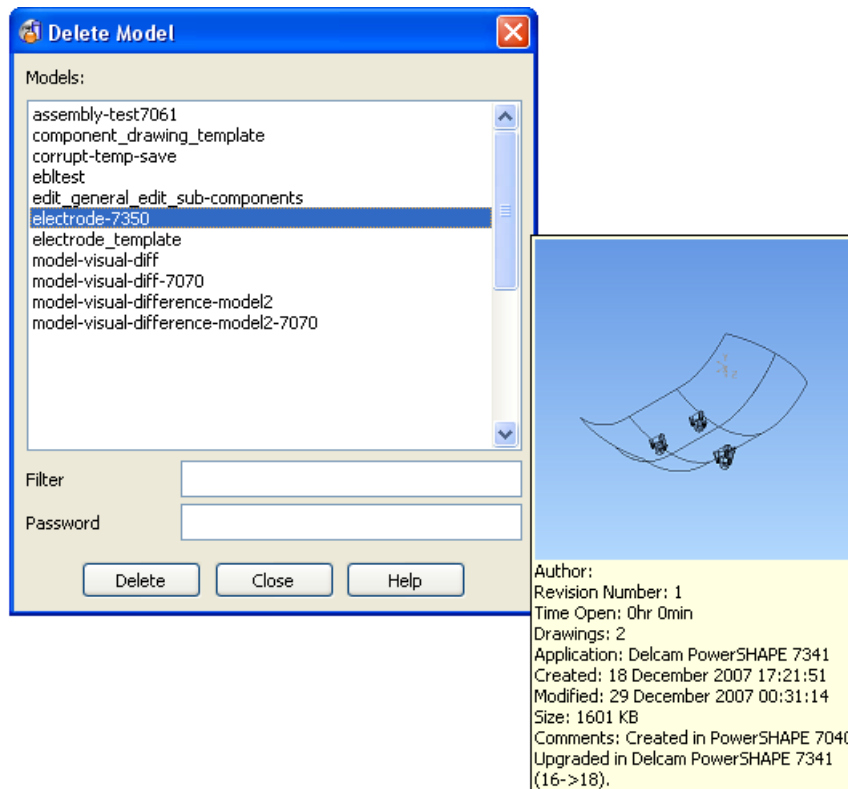 Delete Model
Models:
assembly-test7061
component_drawing_template
corrupt-temp-save
ebltest
edit_general_edit_sub-components
electrode-7350
electrode_template
model-visual-diff
model-visual-diff-7070
model-visual-difference-model2
model-visual-difference-model2-7070
Filter
Password
Delete Close Help
Author:
Revision Number: 1
Time Open: 0hr 0min
Drawings: 2
Application: Delcam PowerSHAPE 7341
Created: 18 December 2007 17:21:51
Modified: 29 December 2007 00:31:14
Size: 1601 KB
Comments: Created in PowerSHAPE 7040
Upgraded in Delcam PowerSHAPE 7341
(16->18).